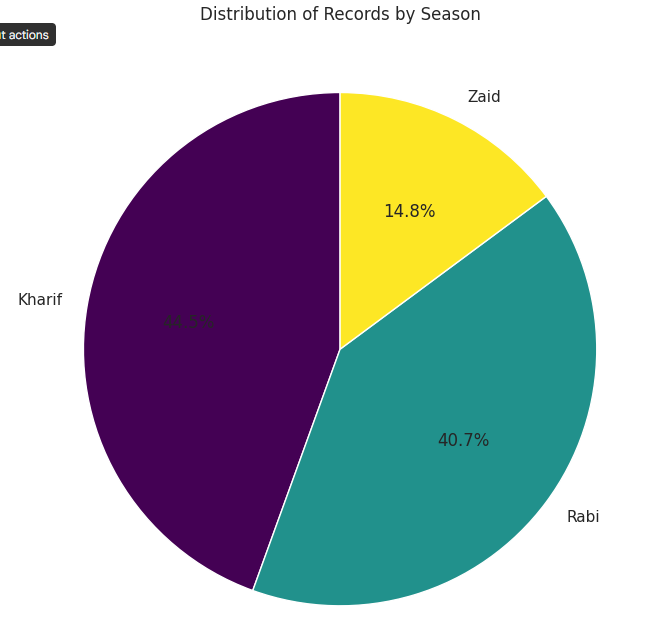 Distribution of Records by Season
t actions
Zaid
14.8%
Kharif
44.5%
40.7%
Rabi